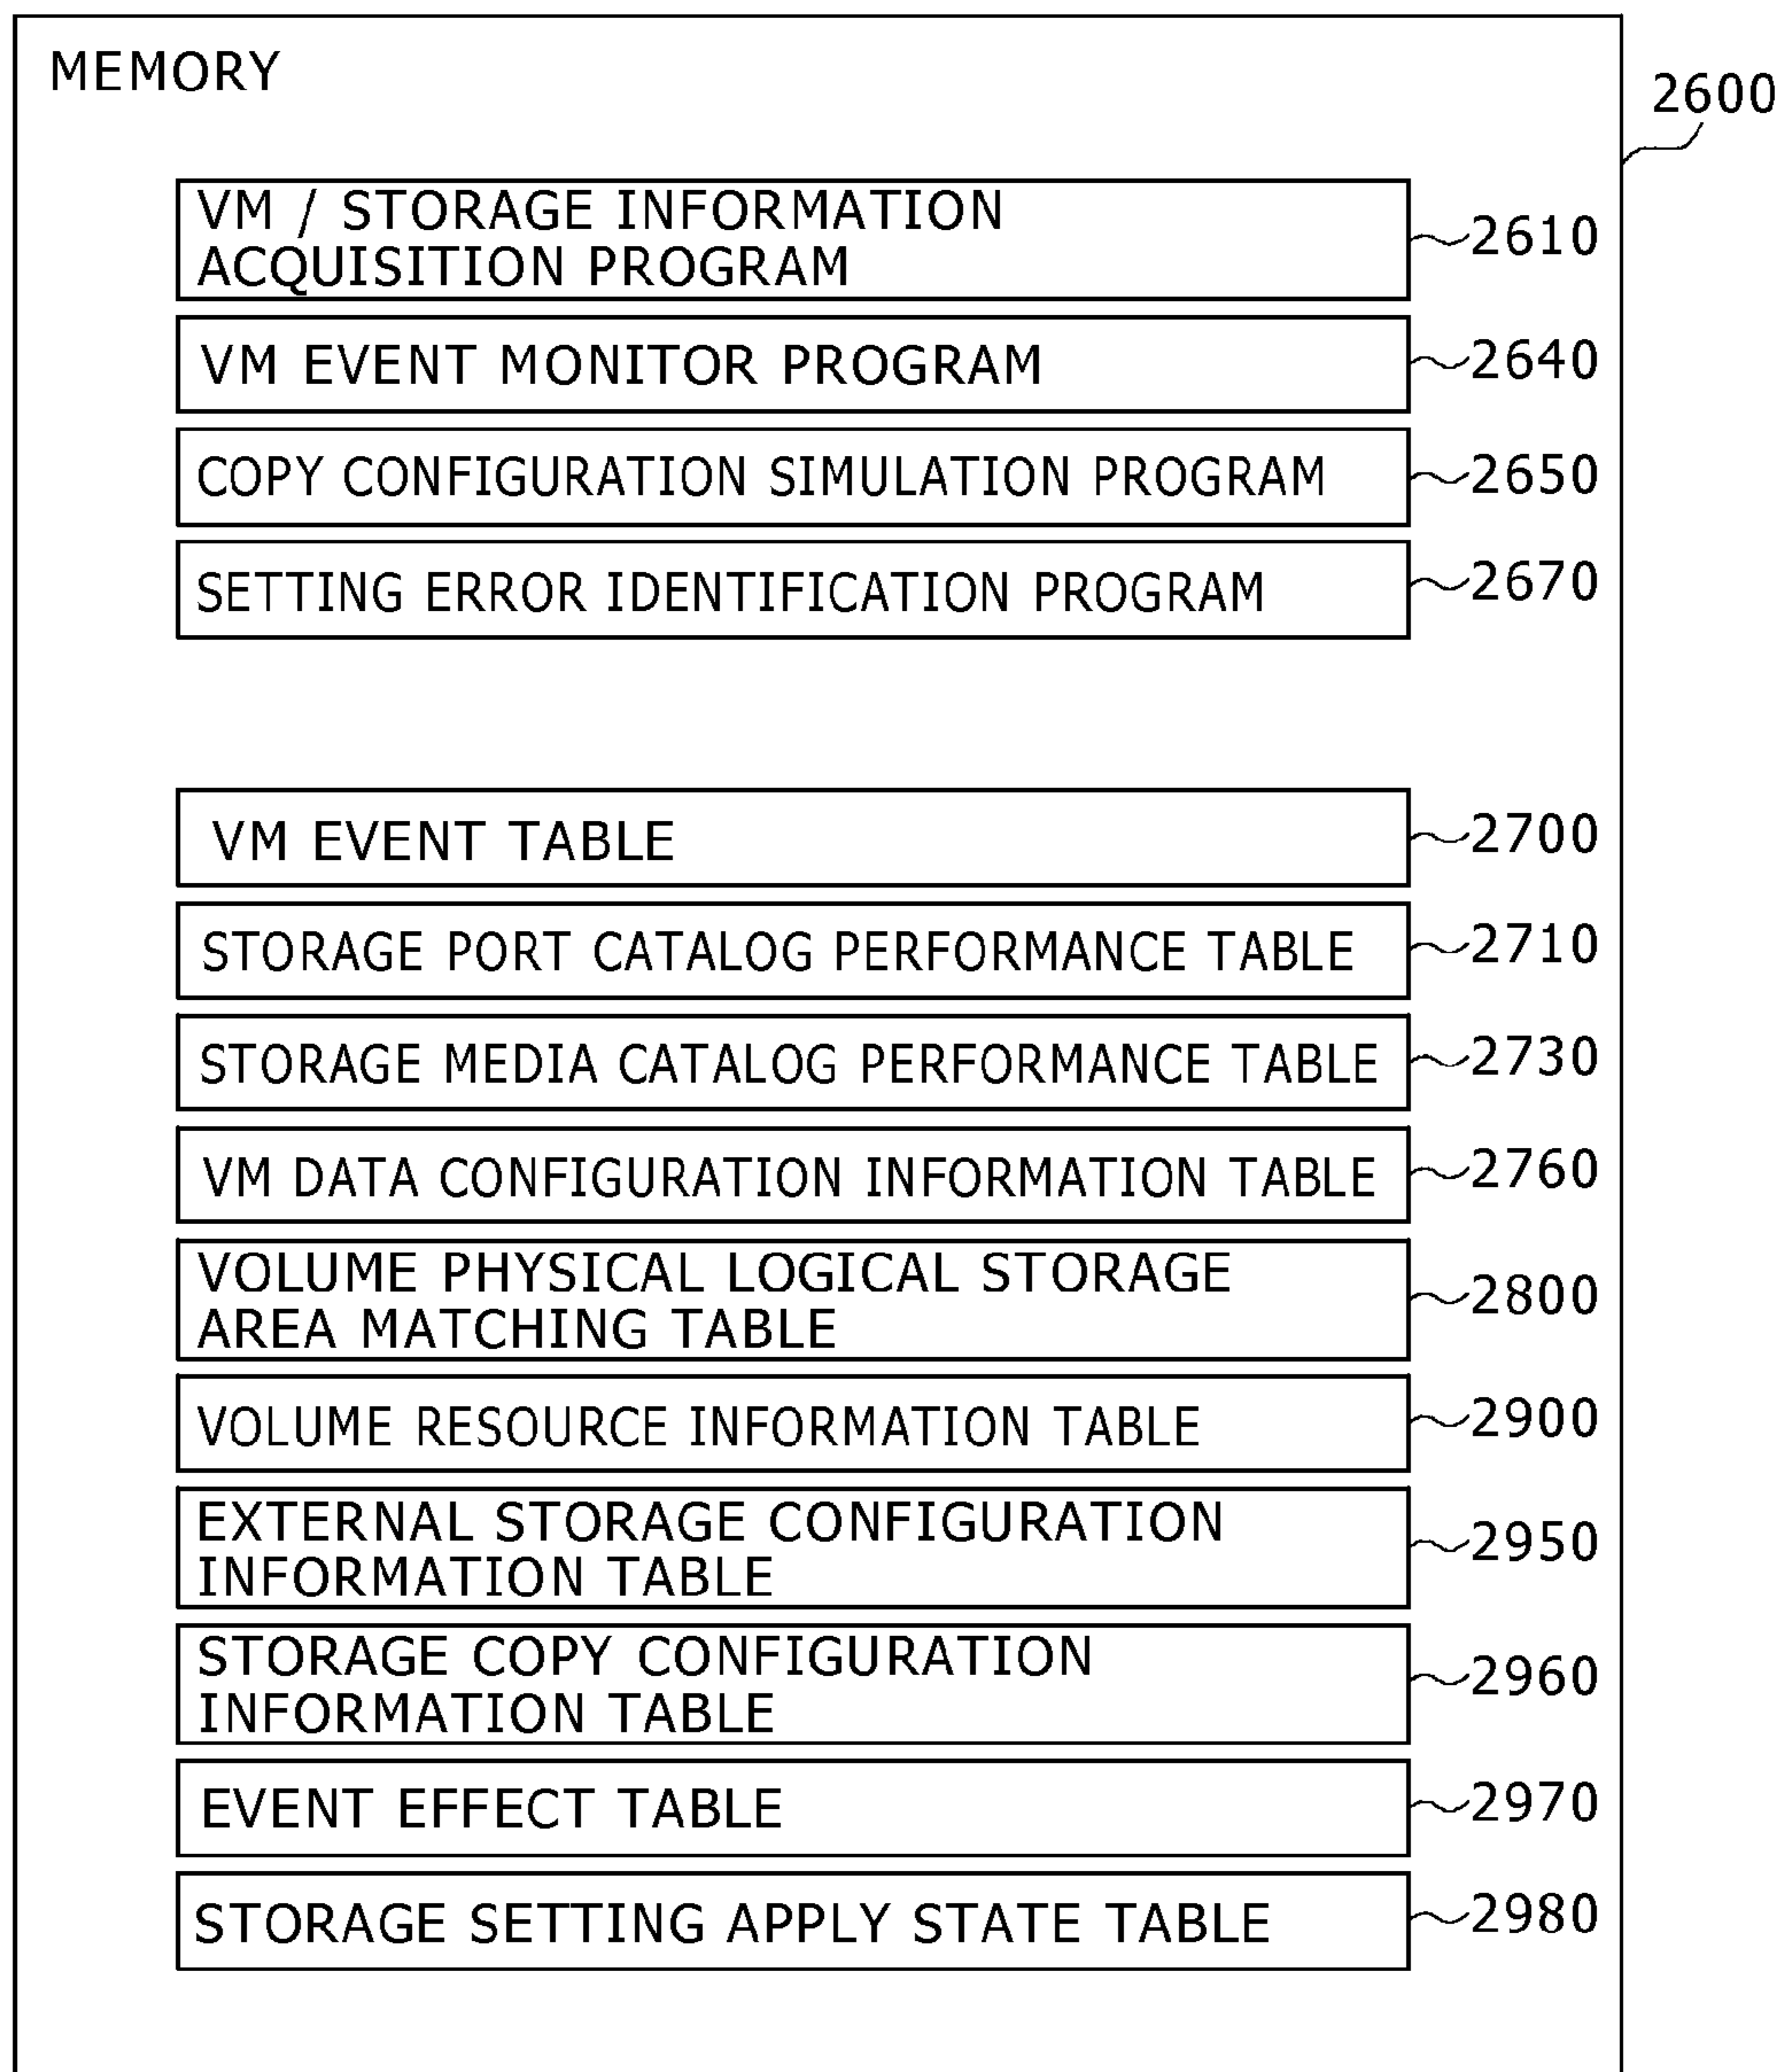 MEMORY
2600
VM / STORAGE INFORMATION
ACQUISITION PROGRAM
2610
VM EVENT MONITOR PROGRAM
2640
COPY CONFIGURATION SIMULATION PROGRAM
2650
SETTING ERROR IDENTIFICATION PROGRAM
2670
VM EVENT TABLE
2700
STORAGE PORT CATALOG PERFORMANCE TABLE
2710
STORAGE MEDIA CATALOG PERFORMANCE TABLE
2730
VM DATA CONFIGURATION INFORMATION TABLE
2760
VOLUME PHYSICAL LOGICAL STORAGE
AREA MATCHING TABLE
2800
VOLUME RESOURCE INFORMATION TABLE
2900
EXTERNAL STORAGE CONFIGURATION
INFORMATION TABLE
2950
STORAGE COPY CONFIGURATION
INFORMATION TABLE
2960
EVENT EFFECT TABLE
2970
STORAGE SETTING APPLY STATE TABLE
2980